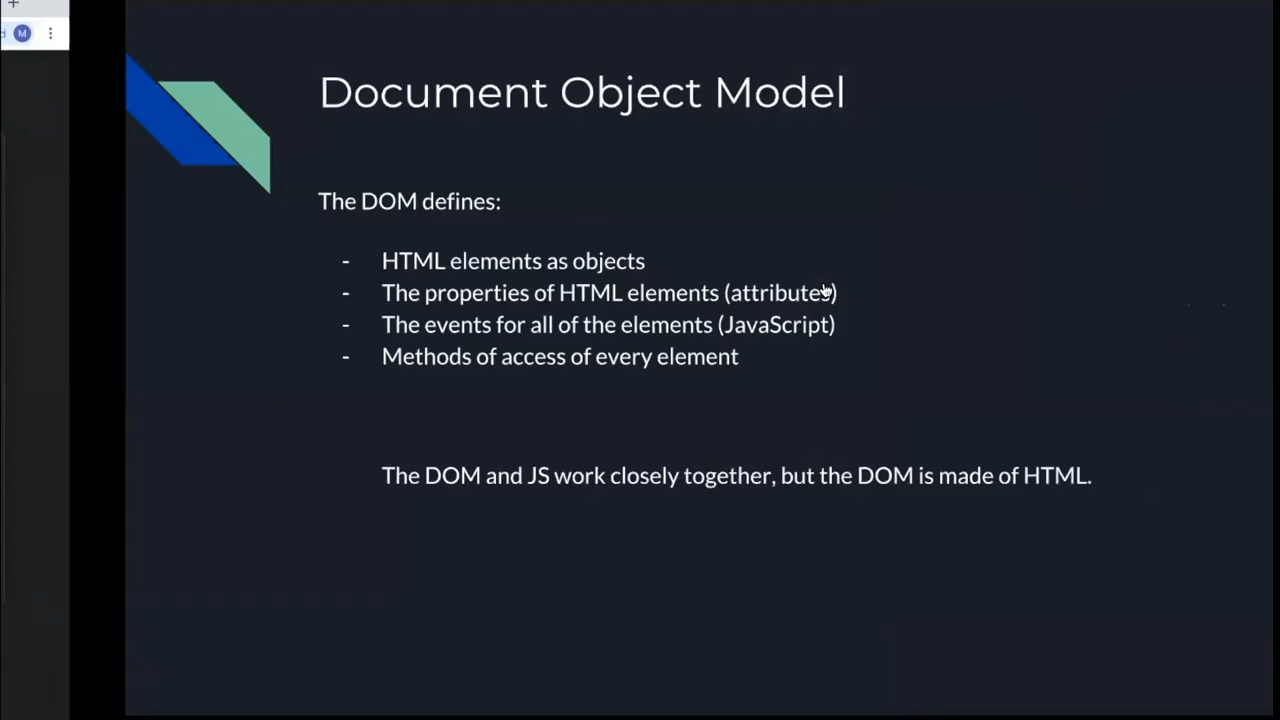 M
Document Object Model
The DOM defines:
- HTML elements as objects
- The properties of HTML elements (attributes)
- The events for all of the elements (JavaScript)
- Methods of access of every element
The DOM and JS work closely together, but the DOM is made of HTML.